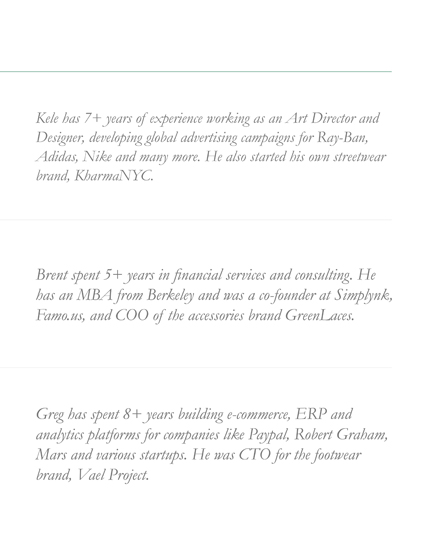 Kele has 7+ years of experience working as an Art Director and
Designer, developing global advertising campaigns for Ray-Ban,
Adidas, Nike and many more. He also started his own streetwear
brand, KharmaNYC.
Brent spent 5+ years in financial services and consulting. He
has an MBA from Berkeley and was a co-founder at Simplynk,
Famo.us, and COO of the accessories brand GreenLaces.
Greg has spent 8+ years building e-commerce, ERP and
analytics platforms for companies like Paypal, Robert Graham,
Mars and various startups. He was CTO for the footwear
brand, Vael Project.